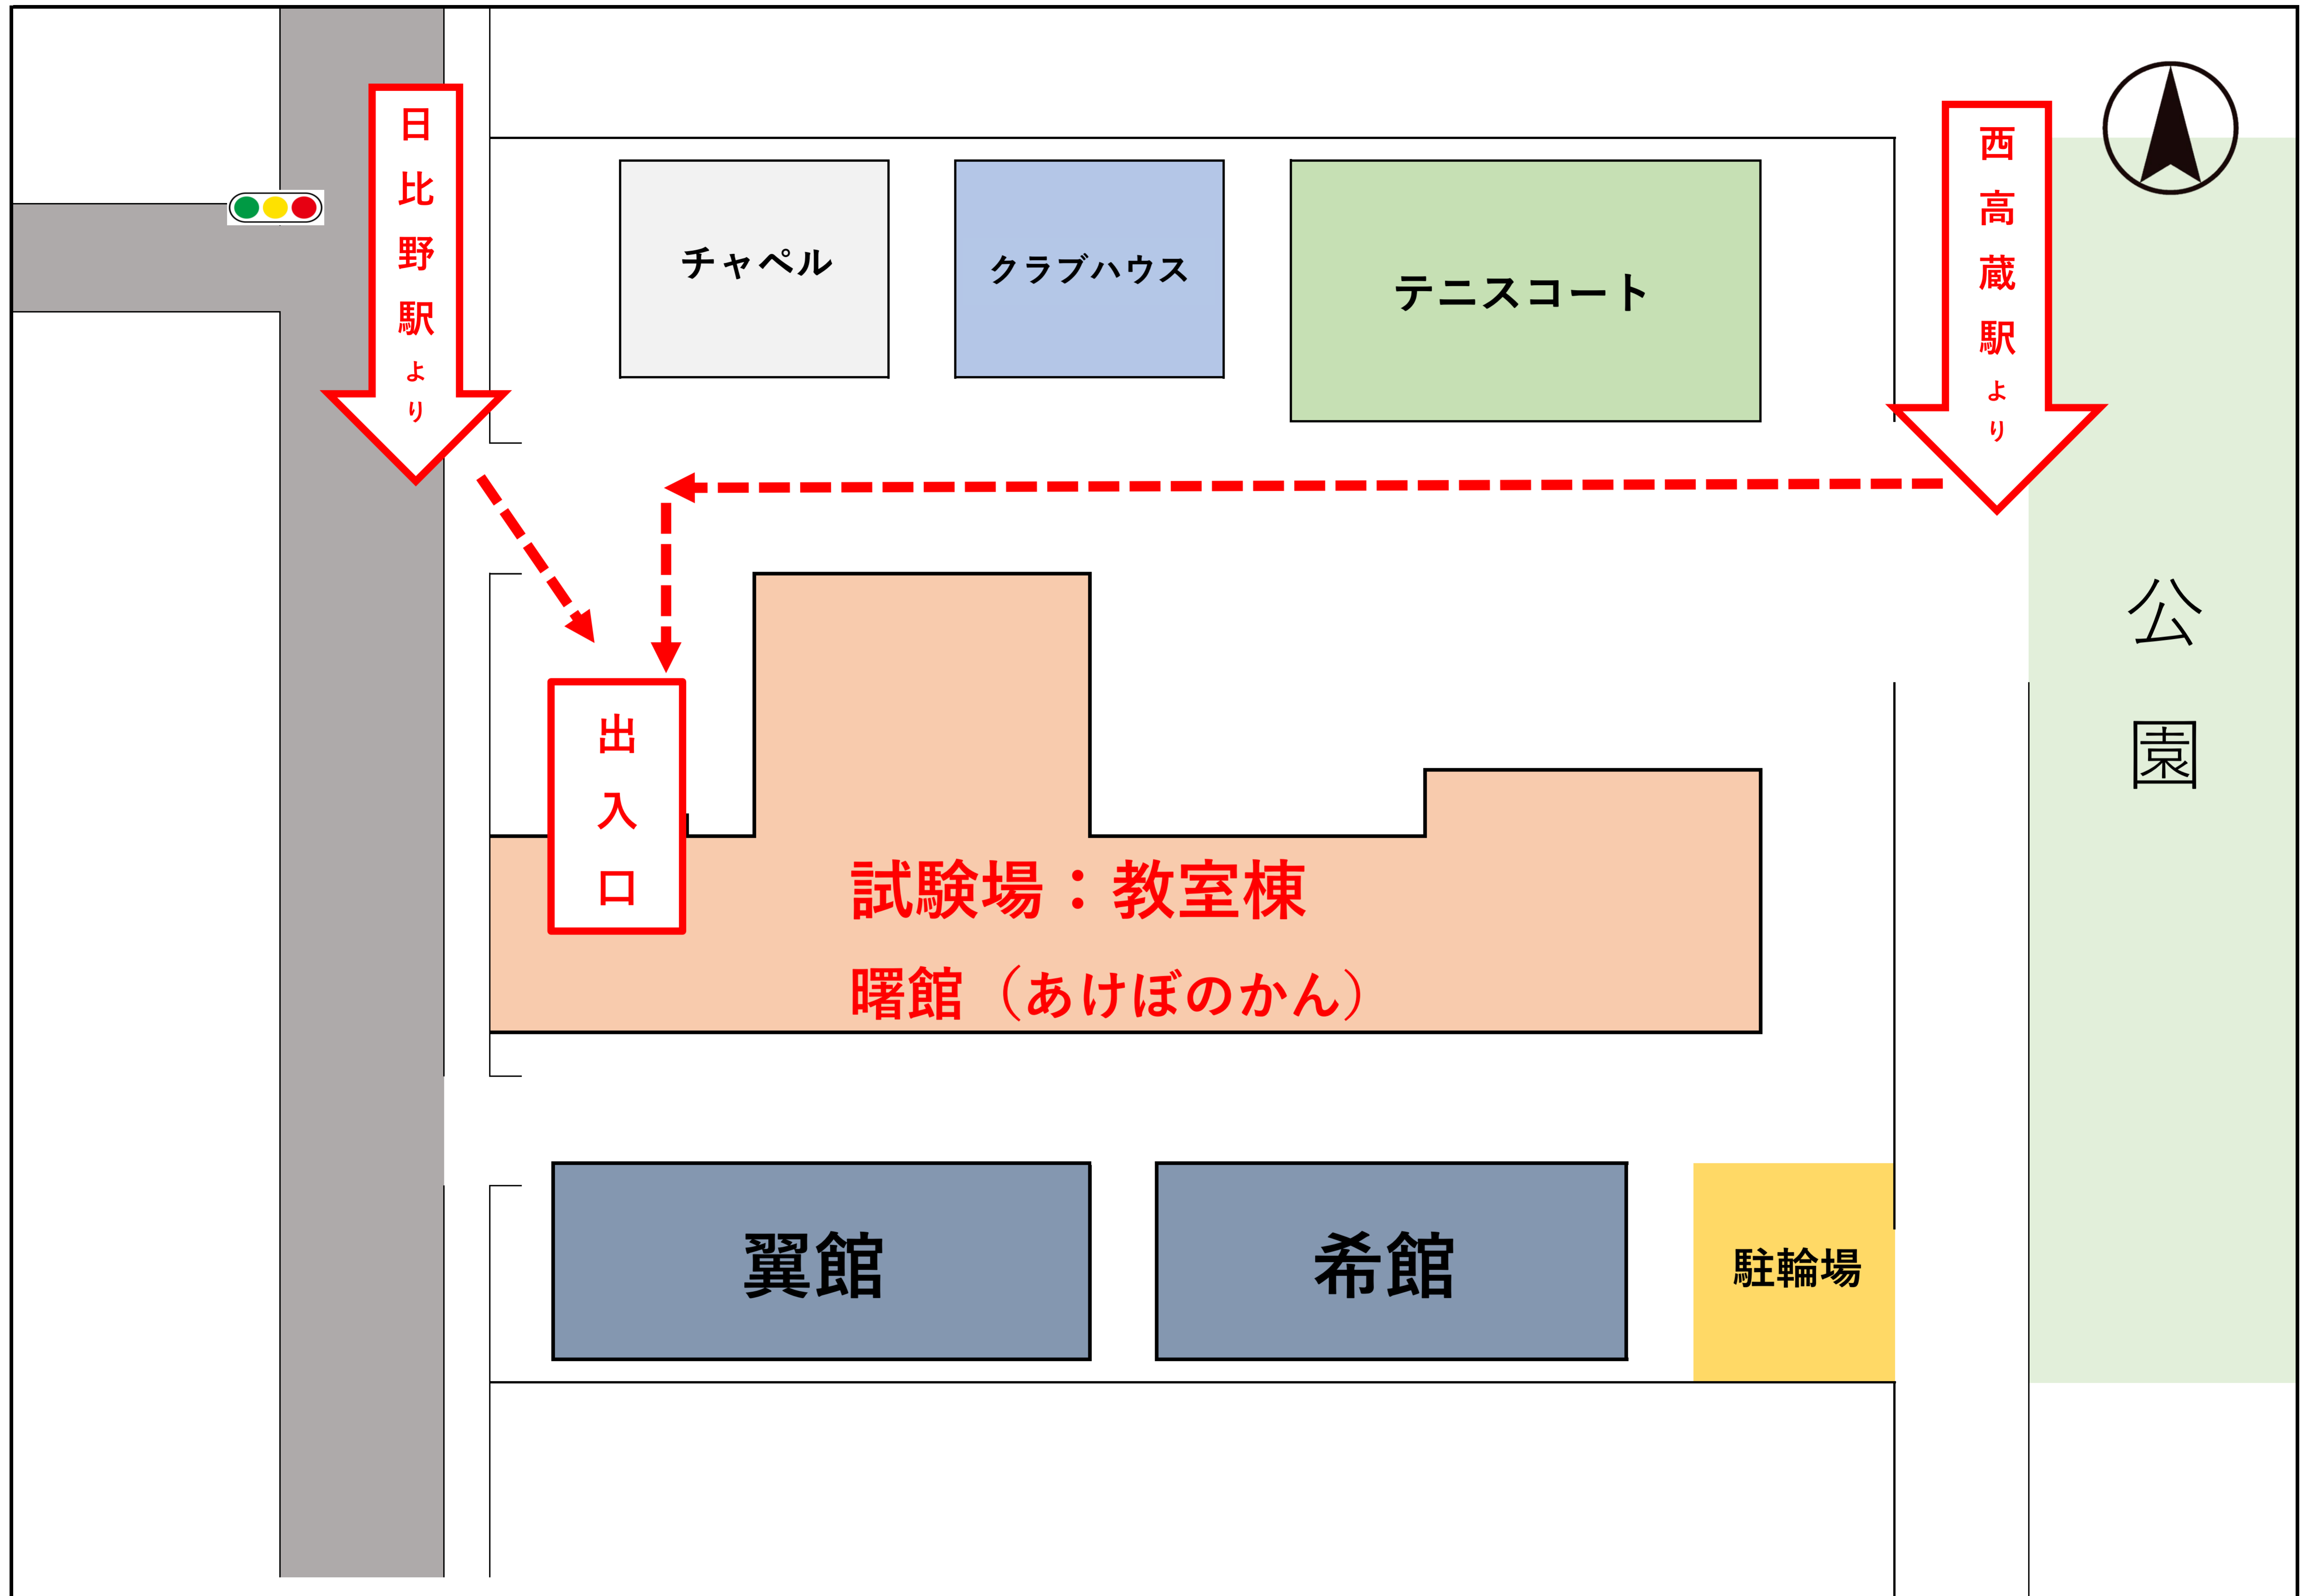 日比野駅より
西高蔵駅より
チャペル
クラブハウス
テニスコート
公園
出入口
試験場：教室棟
曙館（あけぼのかん）
翼館
希館
駐輪場